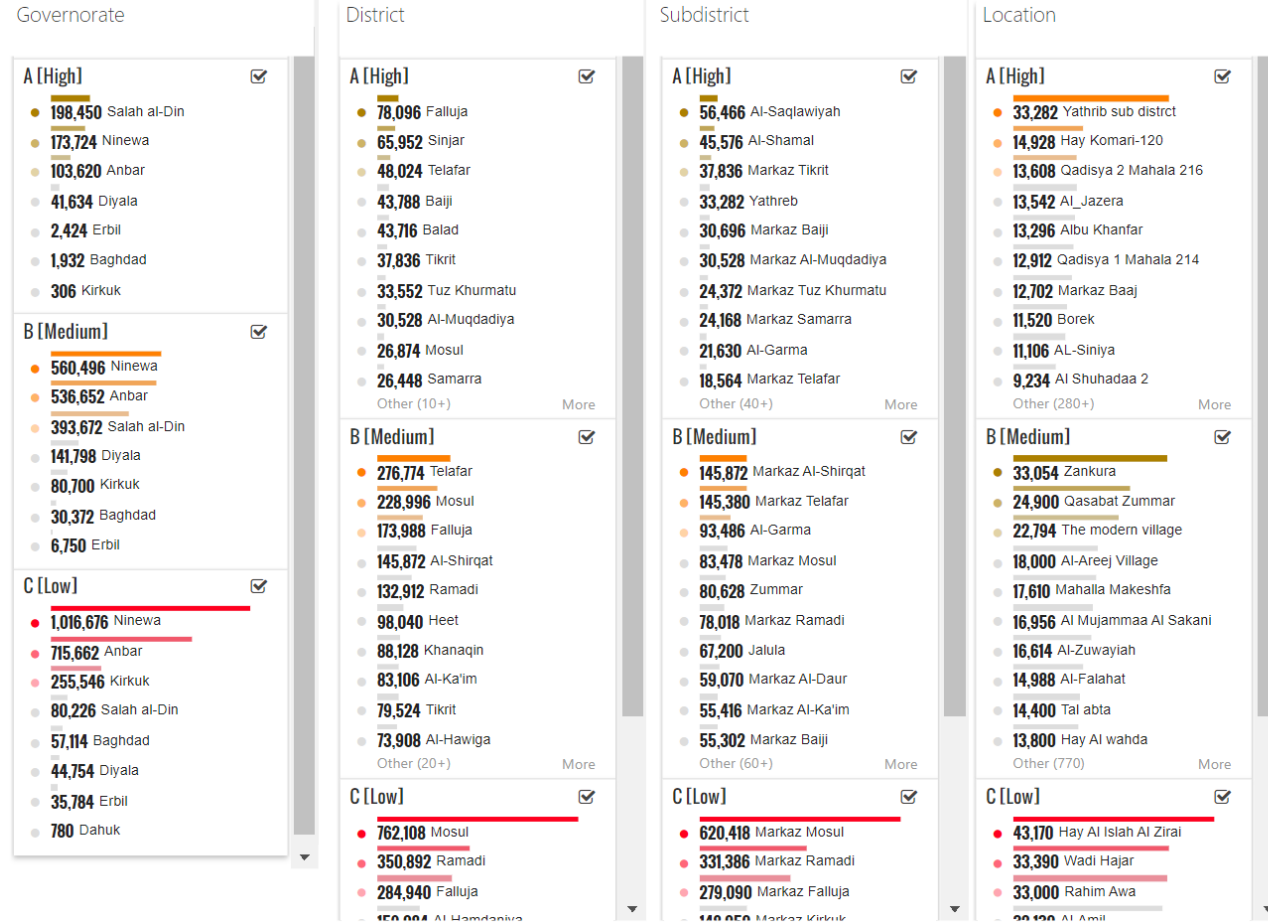 Governorate
A [High]
198,450 Salah al-Din
173,724 Ninewa
103,620 Anbar
41,634 Diyala
2,424 Erbil
1,932 Baghdad
306 Kirkuk
B [Medium]
560,496 Ninewa
536,652 Anbar
393,672 Salah al-Din
141,798 Diyala
80,700 Kirkuk
30,372 Baghdad
6,750 Erbil
C [Low]
1,016,676 Ninewa
715,662 Anbar
255,546 Kirkuk
80,226 Salah al-Din
57,114 Baghdad
44,754 Diyala
35,784 Erbil
780 Dahuk
District
A [High]
78,096 Falluja
65,952 Sinjar
48,024 Telafar
43,788 Baiji
43,716 Balad
37,836 Tikrit
33,552 Tuz Khurmatu
30,528 Al-Muqdadiya
26,874 Mosul
26,448 Samarra
Other (10+) More
B [Medium]
276,774 Telafar
228,996 Mosul
173,988 Falluja
145,872 Al-Shirqat
132,912 Ramadi
98,040 Heet
88,128 Khanaqin
83,106 Al-Ka'im
79,524 Tikrit
73,908 Al-Hawiga
Other (20+) More
C [Low]
762,108 Mosul
350,892 Ramadi
284,940 Falluja
Al-Hamdaniya
Subdistrict
A [High]
56,466 Al-Saqlawiyah
45,576 Al-Shamal
37,836 Markaz Tikrit
33,282 Yathreb
30,696 Markaz Baiji
30,528 Markaz Al-Muqdadiya
24,372 Markaz Tuz Khurmatu
24,168 Markaz Samarra
21,630 Al-Garma
18,564 Markaz Telafar
Other (40+) More
B [Medium]
145,872 Markaz Al-Shirqat
145,380 Markaz Telafar
93,486 Al-Garma
83,478 Markaz Mosul
80,628 Zummar
78,018 Markaz Ramadi
67,200 Jalula
59,070 Markaz Al-Daur
55,416 Markaz Al-Ka'im
55,302 Markaz Baiji
Other (60+) More
C [Low]
620,418 Markaz Mosul
331,386 Markaz Ramadi
279,090 Markaz Falluja
Markaz Kirkuk
Location
A [High]
33,282 Yathrib sub distrct
14,928 Hay Komari-120
13,608 Qadisya 2 Mahala 216
13,542 Al_Jazera
13,296 Albu Khanfar
12,912 Qadisya 1 Mahala 214
12,702 Markaz Baaj
11,520 Borek
11,106 AL-Siniya
9,234 Al Shuhadaa 2
Other (280+) More
B [Medium]
33,054 Zankura
24,900 Qasabat Zummar
22,794 The modern village
18,000 Al-Areej Village
17,610 Mahalla Makeshfa
16,956 Al Mujammaa Al Sakani
16,614 Al-Zuwayiah
14,988 Al-Falahat
14,400 Tal abta
13,800 Hay Al wahda
Other (770) More
C [Low]
43,170 Hay Al Islah Al Zirai
33,390 Wadi Hajar
33,000 Rahim Awa
Al-Amil